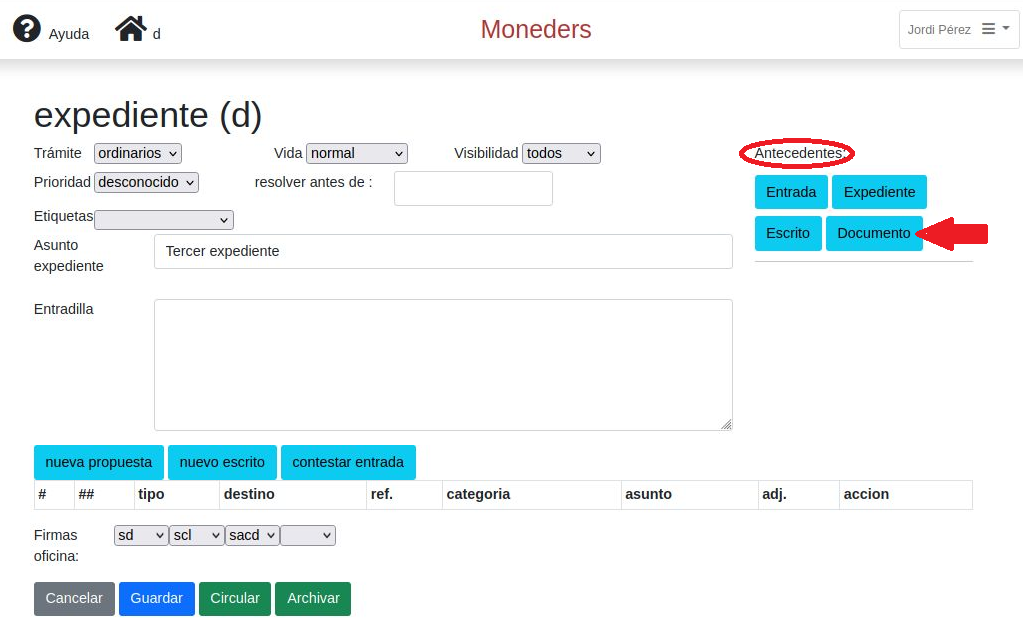 ? Ayuda d Moneders Jordi Pérez
expediente (d)
Trámite ordinarios Vida normal Visibilidad todos Antecedentes:
Prioridad desconocido resolver antes de : Entrada Expediente
Etiquetas Escrito Documento
Asunto expediente Tercer expediente
Entradilla
nueva propuesta nuevo escrito contestar entrada
# ## tipo destino ref. categoria asunto adj. accion
Firmas oficina: sd scl sacd
Cancelar Guardar Circular Archivar